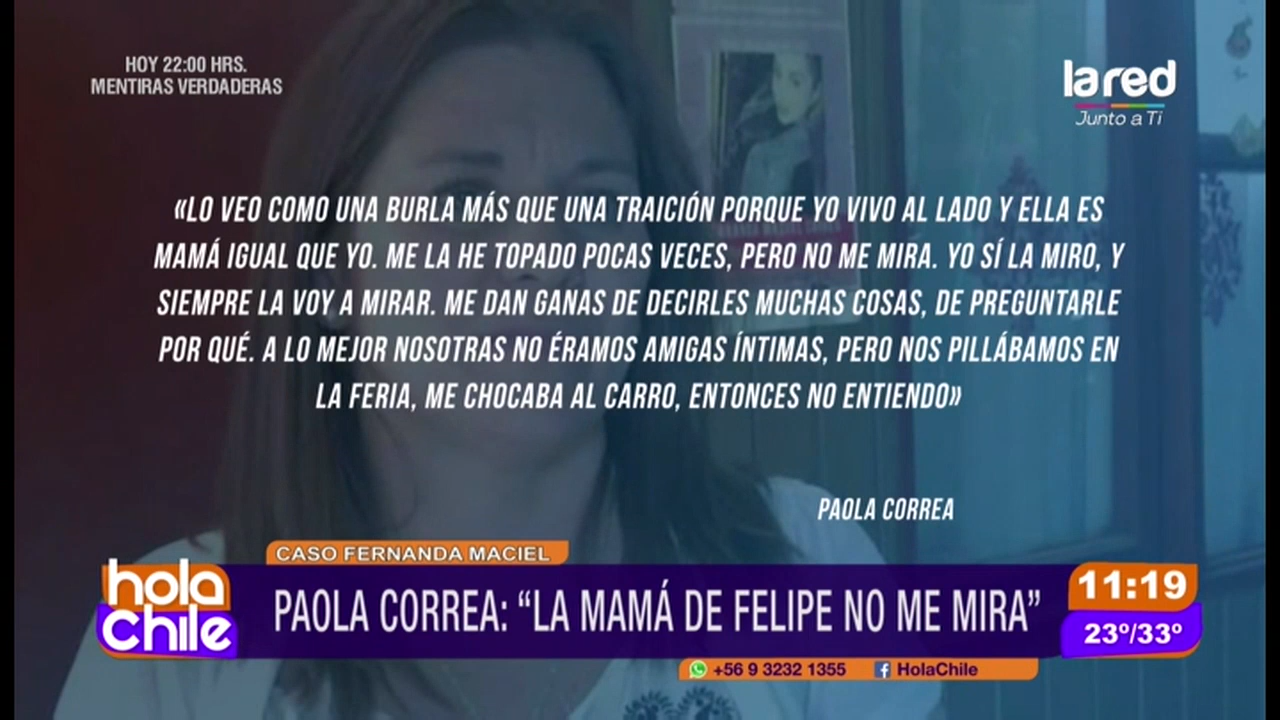 HOY 22:00 HRS.
MENTIRAS VERDADERAS
la red
Junto a Ti
«LO VEO COMO UNA BURLA MÁS QUE UNA TRAICIÓN PORQUE YO VIVO AL LADO Y ELLA ES
MAMÁ IGUAL QUE YO. ME LA HE TOPADO POCAS VECES, PERO NO ME MIRA. YO SÍ LA MIRO, Y
SIEMPRE LA VOY A MIRAR. ME DAN GANAS DE DECIRLES MUCHAS COSAS, DE PREGUNTARLE
POR QUÉ. A LO MEJOR NOSOTRAS NO ÉRAMOS AMIGAS ÍNTIMAS, PERO NOS PILLÁBAMOS EN
LA FERIA, ME CHOCABA AL CARRO, ENTONCES NO ENTIENDO»
PAOLA CORREA
CASO FERNANDA MACIEL
hola
chile
PAOLA CORREA: “LA MAMÁ DE FELIPE NO ME MIRA”
11:19
23º/33º
+56 9 3232 1355
HolaChile